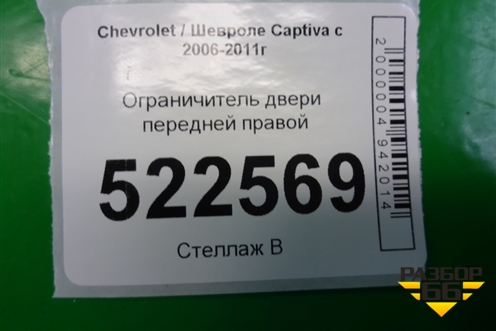 Chevrolet / Шевроле Captiva с
2006-2011г
Ограничитель двери
передней правой
522569
Стеллаж В
2000004942014
РАЗБОР
66